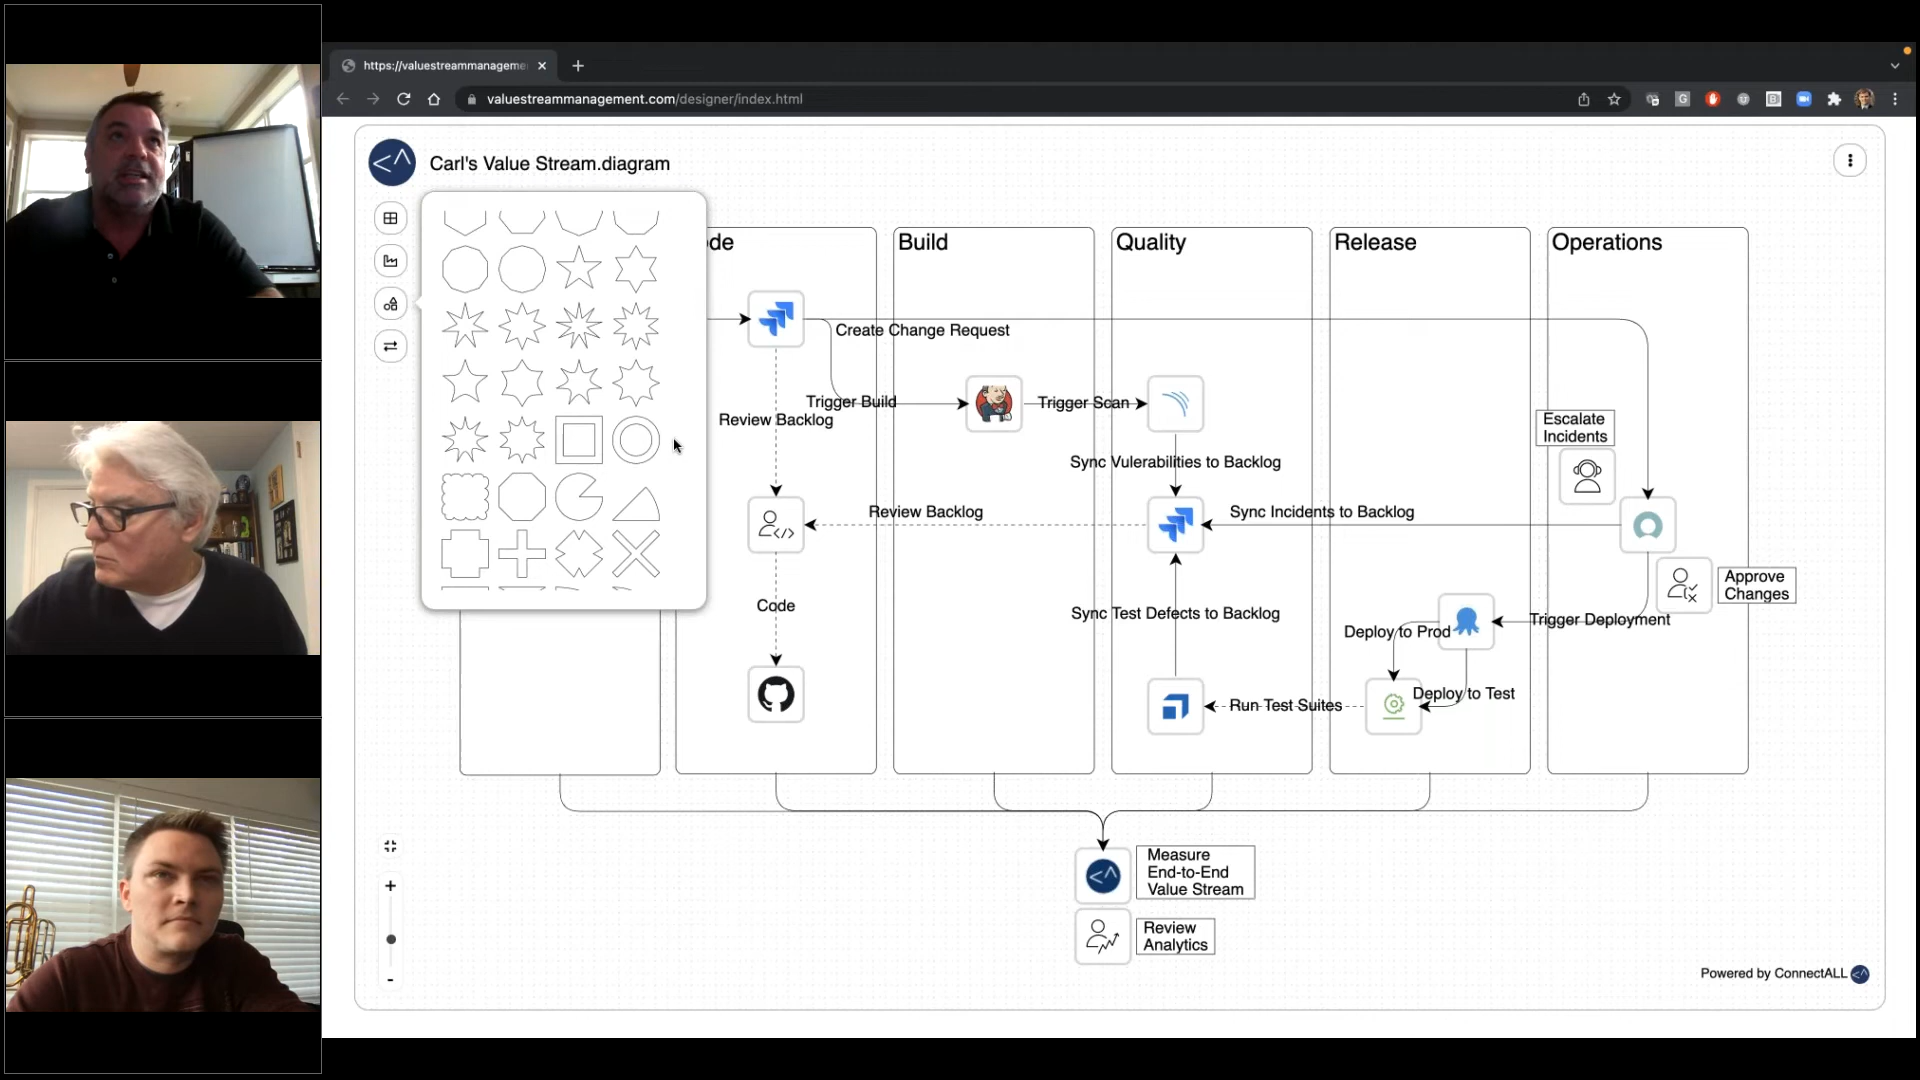 https://valuestreammanageme
valuestreammanagement.com/designer/index.html
Carl's Value Stream.diagram
de
Build
Quality
Release
Operations
Create Change Request
Trigger Build
Trigger Scan
Review Backlog
Escalate
Incidents
Sync Vulerabilities to Backlog
Review Backlog
Sync Incidents to Backlog
Approve
Changes
Code
Sync Test Defects to Backlog
Trigger Deployment
Deploy to Prod
Deploy to Test
Run Test Suites
Measure
End-to-End
Value Stream
Review
Analytics
Powered by ConnectALL